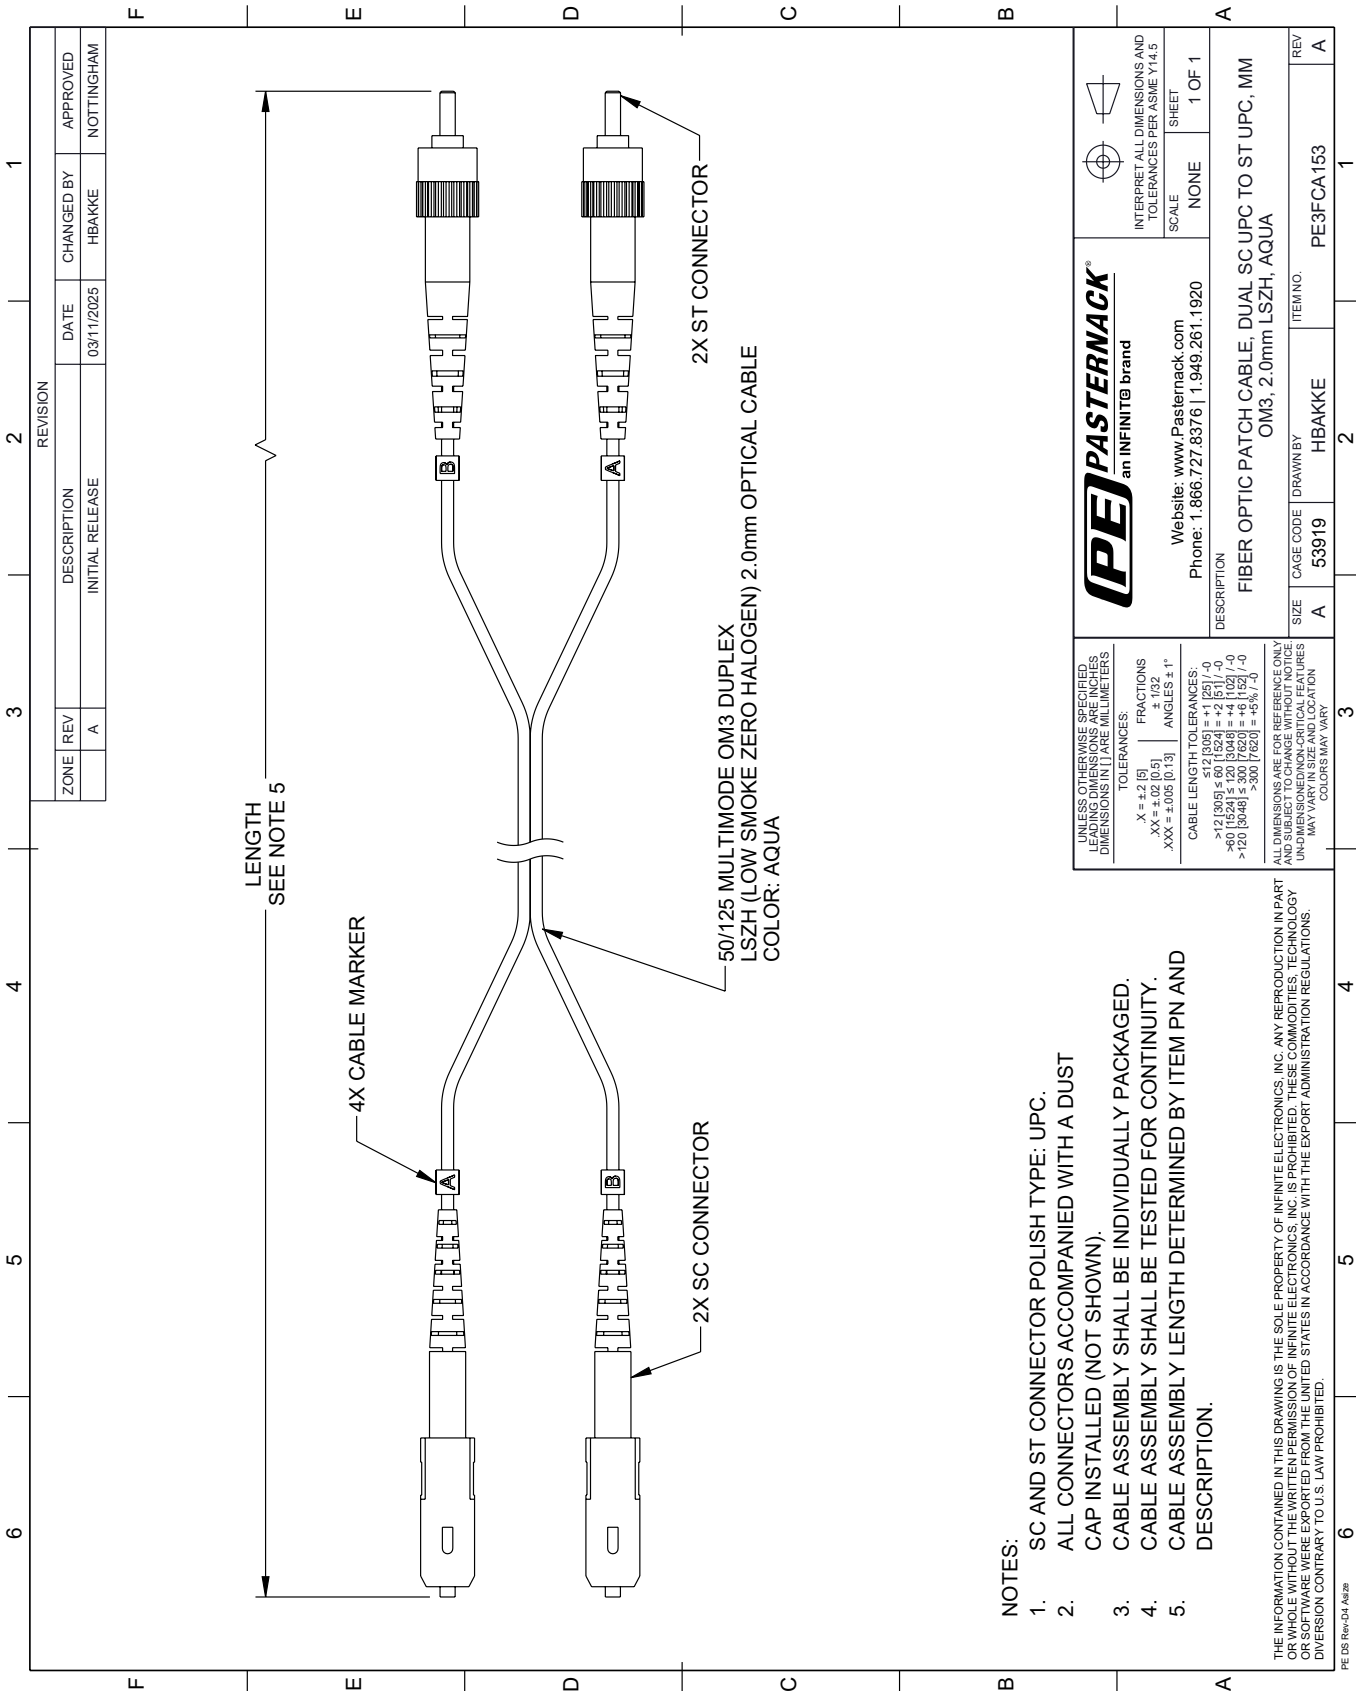 6
5
4
3
2
1
REVISION
ZONE REV DESCRIPTION DATE CHANGED BY APPROVED
A INITIAL RELEASE 03/11/2025 HBAKKE NOTTINGHAM
F
F
E
E
D
D
C
C
B
B
A
A
LENGTH
SEE NOTE 5
4X CABLE MARKER
A
B
B
A
2X SC CONNECTOR
2X ST CONNECTOR
50/125 MULTIMODE OM3 DUPLEX
LSZH (LOW SMOKE ZERO HALOGEN) 2.0mm OPTICAL CABLE
COLOR: AQUA
NOTES:
1. SC AND ST CONNECTOR POLISH TYPE: UPC.
2. ALL CONNECTORS ACCOMPANIED WITH A DUST
CAP INSTALLED (NOT SHOWN).
3. CABLE ASSEMBLY SHALL BE INDIVIDUALLY PACKAGED.
4. CABLE ASSEMBLY SHALL BE TESTED FOR CONTINUITY.
5. CABLE ASSEMBLY LENGTH DETERMINED BY ITEM PN AND
DESCRIPTION.
THE INFORMATION CONTAINED IN THIS DRAWING IS THE SOLE PROPERTY OF INFINITE ELECTRONICS, INC. ANY REPRODUCTION IN PART
OR WHOLE WITHOUT THE WRITTEN PERMISSION OF INFINITE ELECTRONICS, INC. IS PROHIBITED. THESE COMMODITIES, TECHNOLOGY
OR SOFTWARE WERE EXPORTED FROM THE UNITED STATES IN ACCORDANCE WITH THE EXPORT ADMINISTRATION REGULATIONS.
DIVERSION CONTRARY TO U.S. LAW PROHIBITED.
UNLESS OTHERWISE SPECIFIED
LEADING DIMENSIONS ARE INCHES
DIMENSIONS IN [ ] ARE MILLIMETERS
TOLERANCES:
.X = ±.2 [5] FRACTIONS
.XX = ±.02 [0.5] ± 1/32
.XXX = ±.005 [0.13] ANGLES ± 1°
CABLE LENGTH TOLERANCES:
≤12 [305] = +1 [25] / -0
>12 [305] ≤ 60 [1524] = +2 [51] / -0
>60 [1524] ≤ 120 [3048] = +4 [102] / -0
>120 [3048] ≤ 300 [7620] = +6 [152] / -0
>300 [7620] = +5% / -0
ALL DIMENSIONS ARE FOR REFERENCE ONLY
AND SUBJECT TO CHANGE WITHOUT NOTICE.
UN-DIMENSIONED/NON-CRITICAL FEATURES
MAY VARY IN SIZE AND LOCATION
COLORS MAY VARY
PE PASTERNACK®
an INFINIT@ brand
Website: www.Pasternack.com
Phone: 1.866.727.8376 | 1.949.261.1920
INTERPRET ALL DIMENSIONS AND
TOLERANCES PER ASME Y14.5
SCALE SHEET
NONE 1 OF 1
DESCRIPTION
FIBER OPTIC PATCH CABLE, DUAL SC UPC TO ST UPC, MM
OM3, 2.0mm LSZH, AQUA
SIZE CAGE CODE DRAWN BY ITEM NO. REV
A 53919 HBAKKE PE3FCA153 A
6
5
4
3
2
1
PE DS Rev-D4 Asize